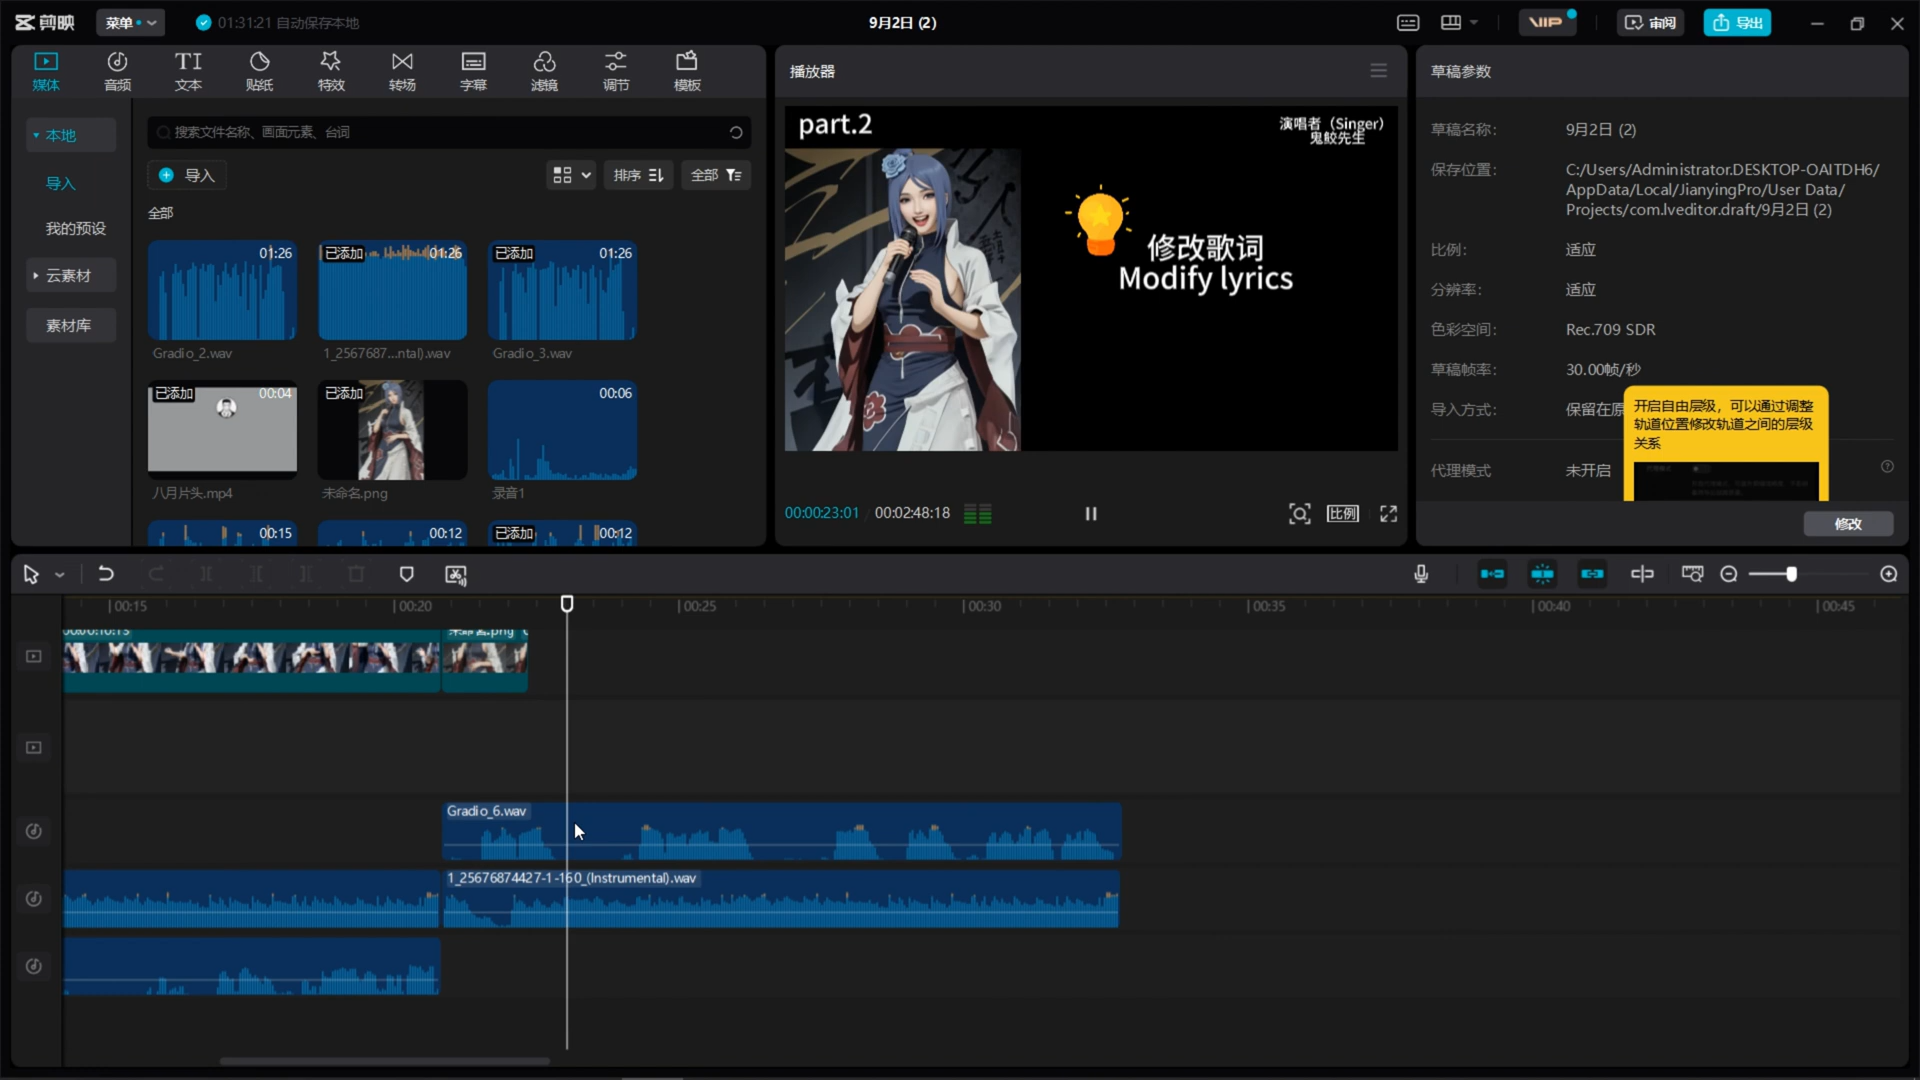 剪映
菜单
01:31:21 自动保存本地
9月2日 (2)
VIP
审阅
导出
媒体
音频
文本
贴纸
特效
转场
字幕
滤镜
调节
模板
本地
导入
我的预设
云素材
素材库
搜索文件名称、画面元素、台词
导入
排序
全部
全部
01:26
Gradio_2.wav
已添加
01:26
1_2567687...ntal).wav
已添加
01:26
Gradio_3.wav
已添加
00:04
八月片头.mp4
已添加
未命名.png
00:06
录音1
00:15
00:12
已添加
00:12
播放器
part.2
演唱者（Singer）
鬼鲛先生
修改歌词
Modify lyrics
00:00:23:01 / 00:02:48:18
比例
草稿参数
草稿名称： 9月2日 (2)
保存位置： C:/Users/Administrator.DESKTOP-OAITDH6/
AppData/Local/JianyingPro/User Data/
Projects/com.lveditor.draft/9月2日 (2)
比例： 适应
分辨率： 适应
色彩空间： Rec.709 SDR
草稿帧率： 30.00帧/秒
导入方式： 保留在原
开启自由层级，可以通过调整
轨道位置修改轨道之间的层级
关系
代理模式 未开启
修改
00:15
00:20
00:25
00:30
00:35
00:40
00:45
00:00:10:13
未命名.png
Gradio_6.wav
1_25676874427-1-160_(Instrumental).wav